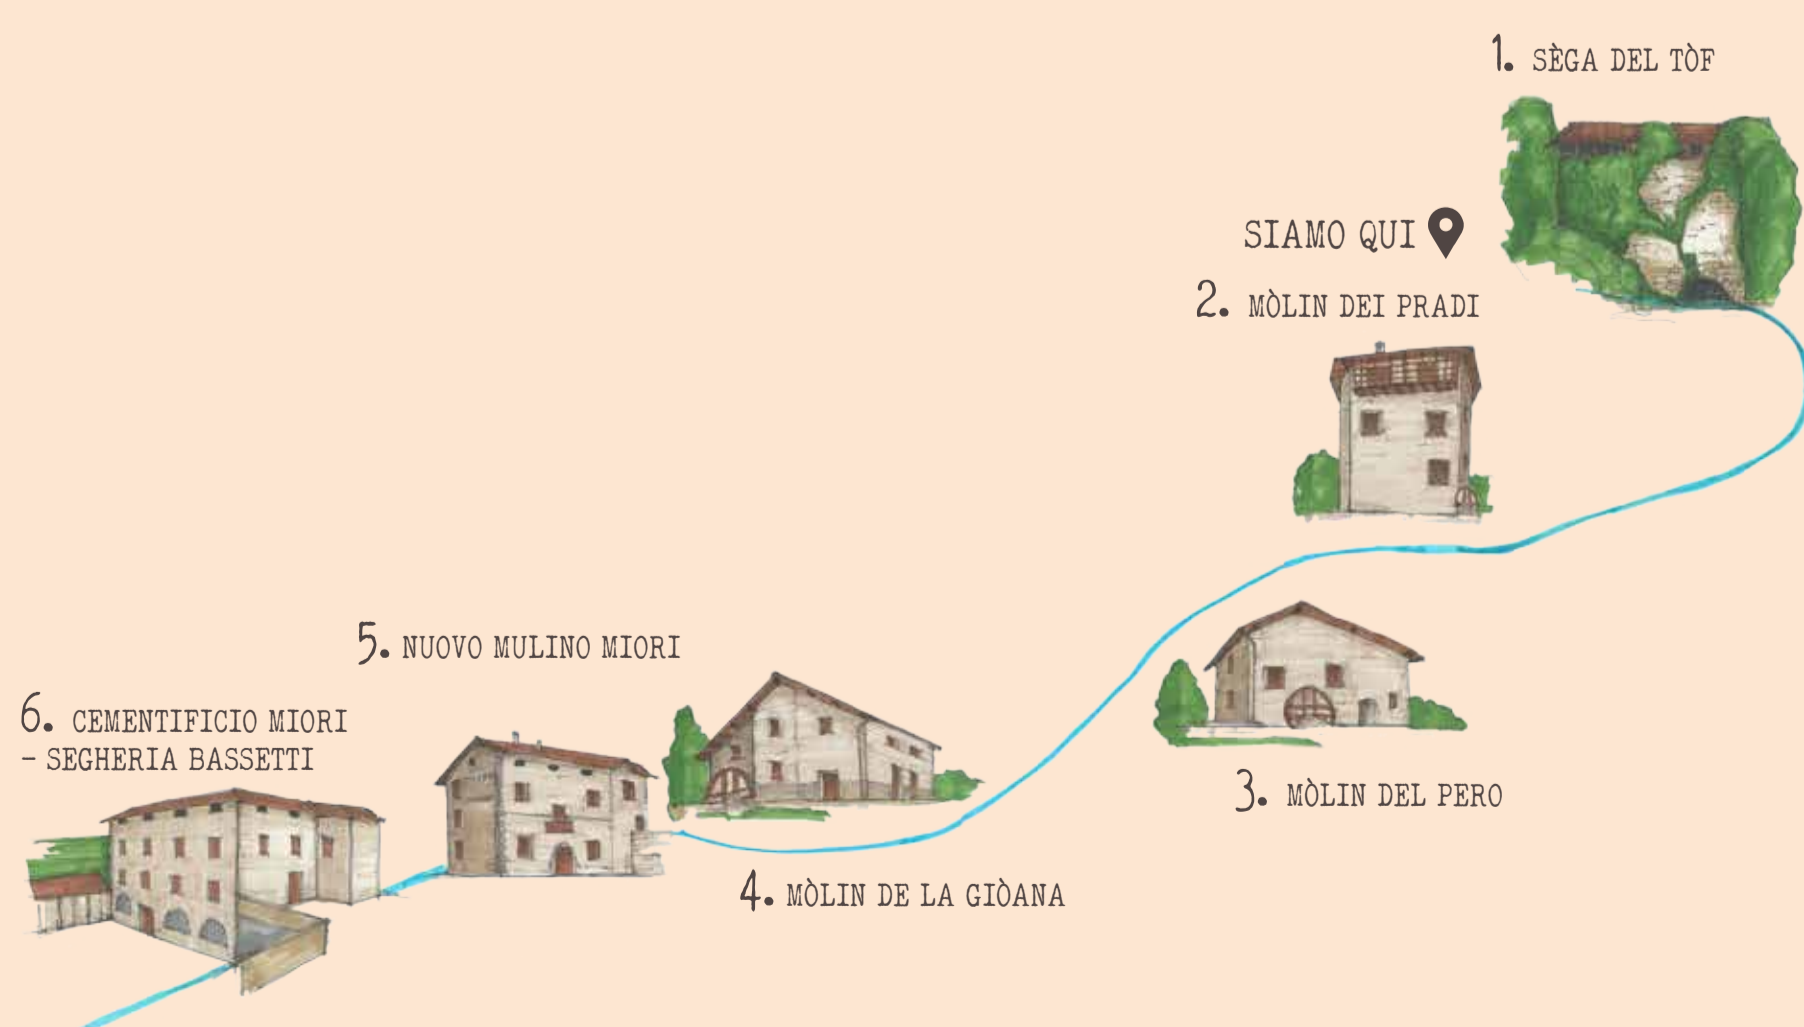 1. SÈGA DEL TÒF
SIAMO QUI
2. MÒLIN DEI PRADI
3. MÒLIN DEL PERO
4. MÒLIN DE LA GIÒANA
5. NUOVO MULINO MIORI
6. CEMENTIFICIO MIORI
- SEGHERIA BASSETTI